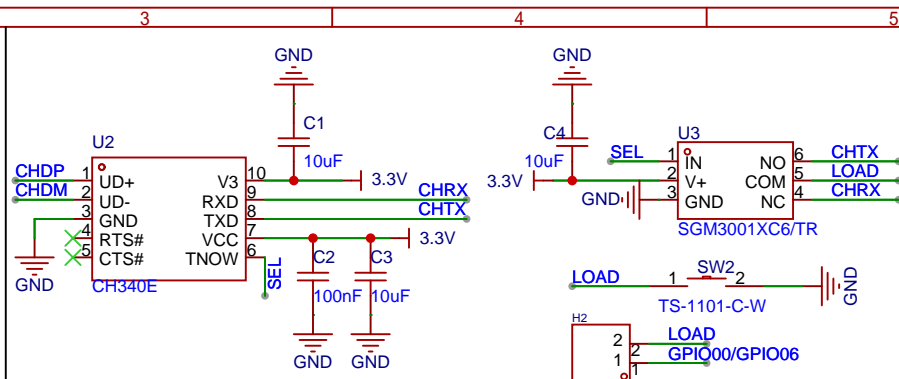 3
4
5
GND
C1
10uF
U2
CHDP
1
UD+
V3
10
3.3V
CHDM
2
UD-
RXD
9
CHRX
3
GND
TXD
8
CHTX
4
RTS#
VCC
7
3.3V
5
CTS#
TNOW
6
GND
CH340E
SEL
C2
100nF
GND
C3
10uF
GND
GND
C4
10uF
3.3V
GND
U3
SEL
1
IN
NO
6
CHTX
2
V+
COM
5
LOAD
3
GND
NC
4
CHRX
SGM3001XC6/TR
LOAD
1
SW2
2
GND
TS-1101-C-W
H2
2
2
LOAD
1
1
GPIO00/GPIO06